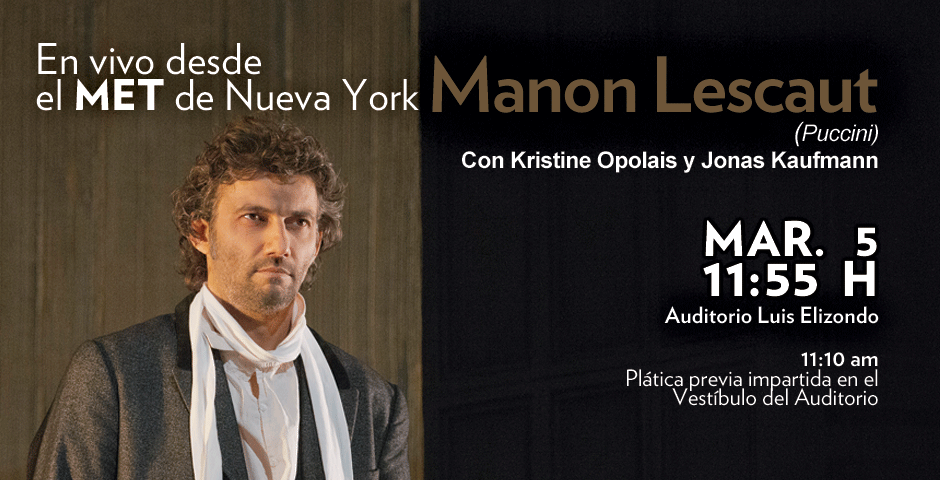 En vivo desde
el MET de Nueva York Manon Lescaut
(Puccini)
Con Kristine Opolais y Jonas Kaufmann
MAR. 5
11:55 H
Auditorio Luis Elizondo
11:10 am
Plática previa impartida en el
Vestíbulo del Auditorio